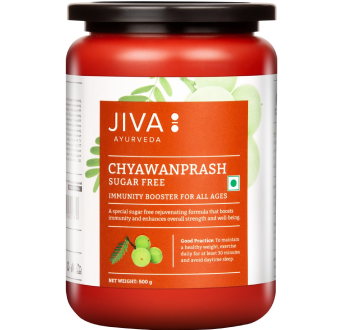 JIVA
AYURVEDA
CHYAWANPRASH
SUGAR FREE
IMMUNITY BOOSTER FOR ALL AGES
A special sugar free rejuvenating formula that boosts
immunity and enhances overall strength and well being.
Good Practice: To maintain
a healthy weight, exercise
daily for at least 30 minutes
and avoid daytime sleep.
NET WEIGHT: 500 g